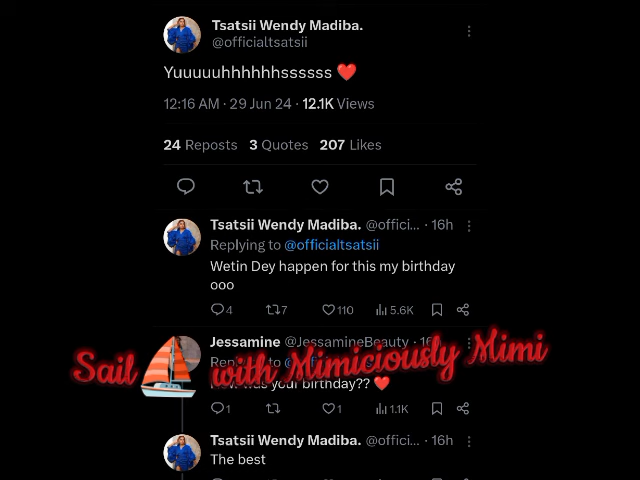 Tsatsii Wendy Madiba.
@officialtsatsii
Yuuuuuhhhhhhssssss ❤️
12:16 AM · 29 Jun 24 · 12.1K Views
24 Reposts 3 Quotes 207 Likes
Tsatsii Wendy Madiba. @offici... · 16h
Replying to @officialtsatsii
Wetin Dey happen for this my birthday
ooo
4 7 110 5.6K
Jessamine @JessamineBeauty · 16h
Sail ⛵ with Mimiciously Mimi
was your birthday?? ❤️
1 1 1.1K
Tsatsii Wendy Madiba. @offici... · 16h
The best